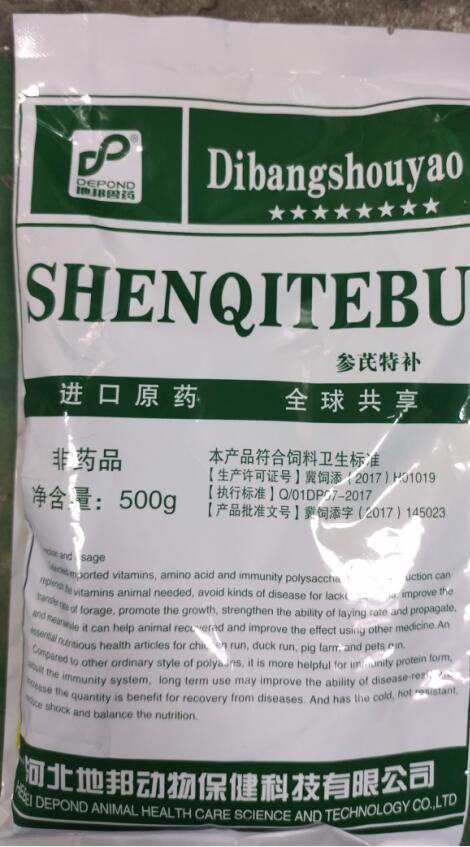 DEPOND®
地邦兽药
Dibangshouyao
★★★★★★★★
SHENQITEBU
参芪特补
进口原药 全球共享
非药品
净含量：500g
本产品符合饲料卫生标准
【生产许可证号】冀饲添（2017）H01019
【执行标准】Q/01DP07-2017
【产品批准文号】冀饲添字（2017）145023
and usage
imported vitamins, amino acid and immunity can
the vitamins animal needed, avoid kinds of disease for improve the
of forage, promote the growth, strengthen the ability of laying rate and propagate,
and meanwhile it can help animal recovered and improve the effect using other medicine.An
essential nutritious health articles for run, duck run, pig farm and pets run.
Compared to other ordinary style of it is more helpful for immunity protein form,
the immunity system, long term use may improve the ability of
the quantity is benefit for recovery from diseases. And has the cold, hot resistant,
shock and balance the nutrition.
河北地邦动物保健科技有限公司
HEBEI DEPOND ANIMAL HEALTH CARE SCIENCE AND TECHNOLOGY CO.,LTD